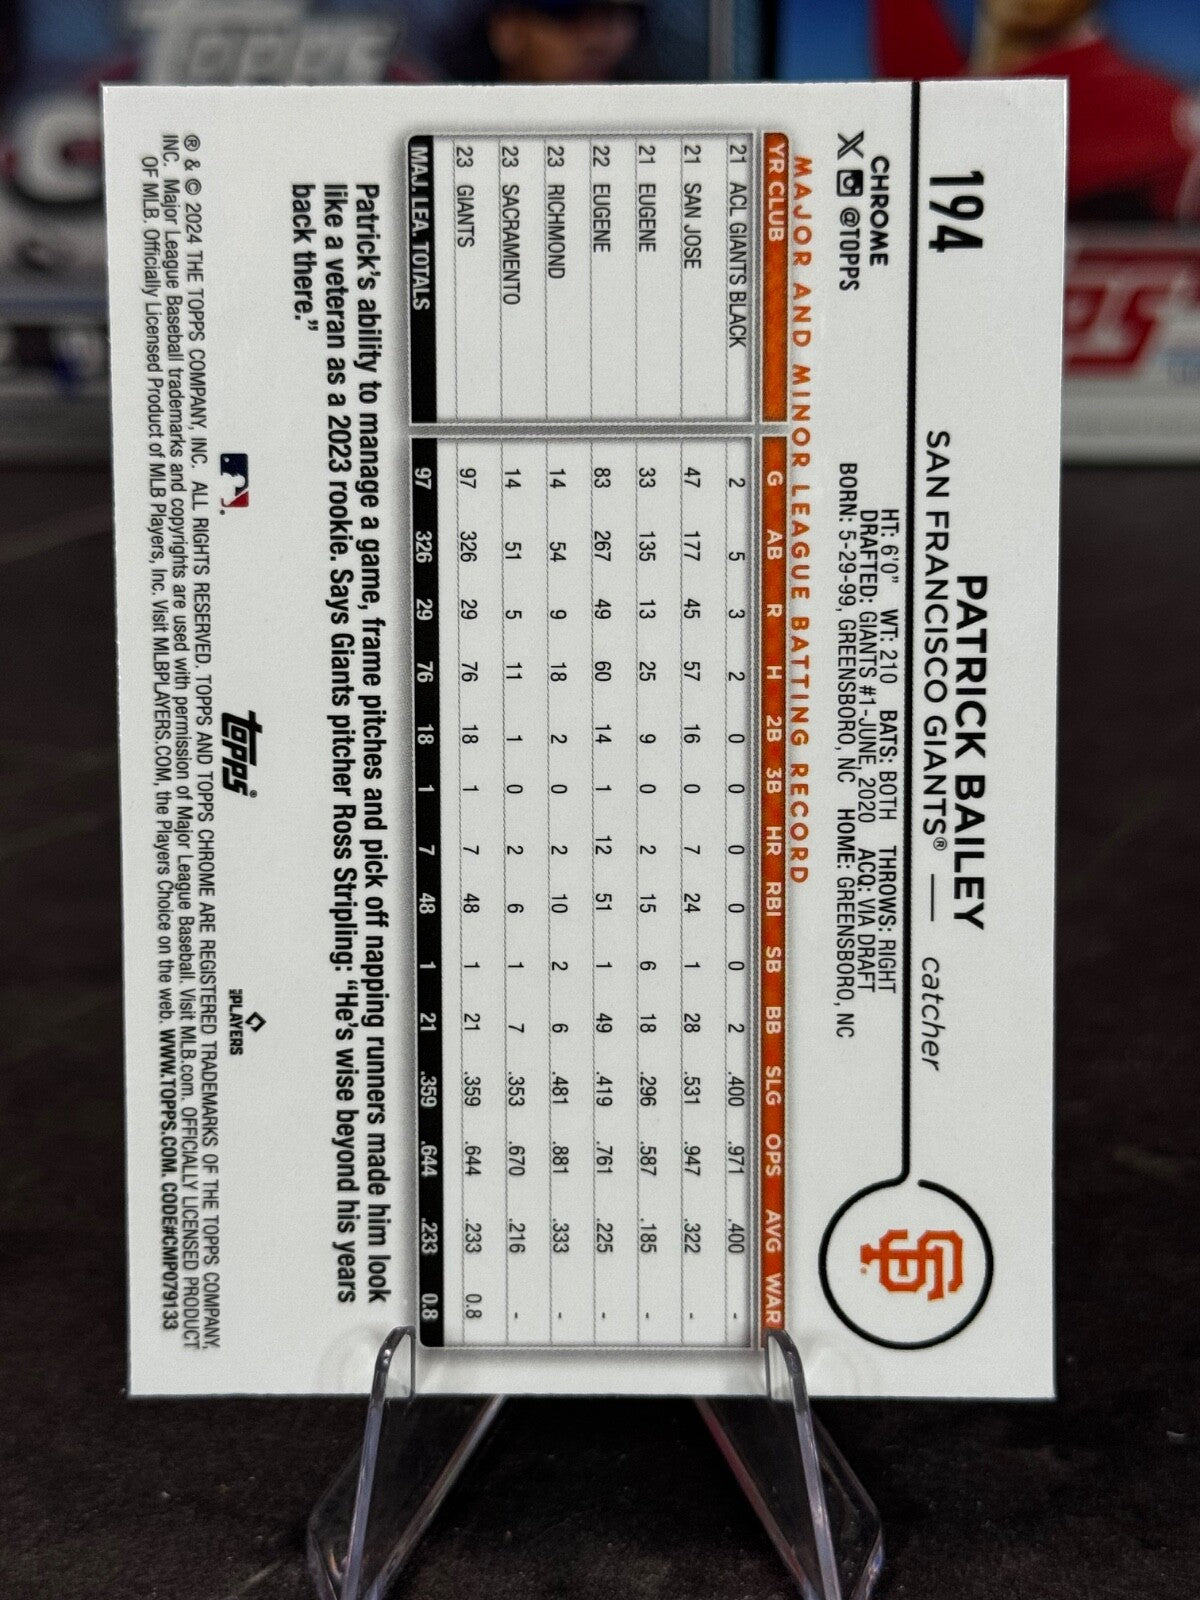 194
PATRICK BAILEY
SAN FRANCISCO GIANTS® — catcher
CHROME
@TOPPS
HT: 6'0" WT: 210 BATS: BOTH THROWS: RIGHT
DRAFTED: GIANTS #1-JUNE, 2020 ACQ: VIA DRAFT
BORN: 5-29-99, GREENSBORO, NC HOME: GREENSBORO, NC
SF
MAJOR AND MINOR LEAGUE BATTING RECORD
YR CLUB G AB R H 2B 3B HR RBI SB BB SLG OPS AVG WAR
21 ACL GIANTS BLACK 2 5 3 2 0 0 0 0 0 2 .400 .971 .400 -
21 SAN JOSE 47 177 45 57 16 0 7 24 1 28 .531 .947 .322 -
21 EUGENE 33 135 13 25 9 0 2 15 6 18 .296 .587 .185 -
22 EUGENE 83 267 49 60 14 1 12 51 1 49 .419 .761 .225 -
23 RICHMOND 14 54 9 18 2 0 2 10 2 6 .481 .881 .333 -
23 SACRAMENTO 14 51 5 11 1 0 2 6 1 7 .353 .670 .216 -
23 GIANTS 97 326 29 76 18 1 7 48 1 21 .359 .644 .233 0.8
MAJ. LEA. TOTALS 97 326 29 76 18 1 7 48 1 21 .359 .644 .233 0.8
Patrick's ability to manage a game, frame pitches and pick off napping runners made him look
like a veteran as a 2023 rookie. Says Giants pitcher Ross Stripling: “He's wise beyond his years
back there.”
topps®
PLAYERS
® & © 2024 THE TOPPS COMPANY, INC. ALL RIGHTS RESERVED. TOPPS AND TOPPS CHROME ARE REGISTERED TRADEMARKS OF THE TOPPS COMPANY,
INC. Major League Baseball trademarks and copyrights are used with permission of Major League Baseball. Visit MLB.com. OFFICIALLY LICENSED PRODUCT
OF MLB. Officially Licensed Product of MLB Players, Inc. Visit MLBPLAYERS.COM, the Players Choice on the web. WWW.TOPPS.COM. CODE#CMP079133
Topps